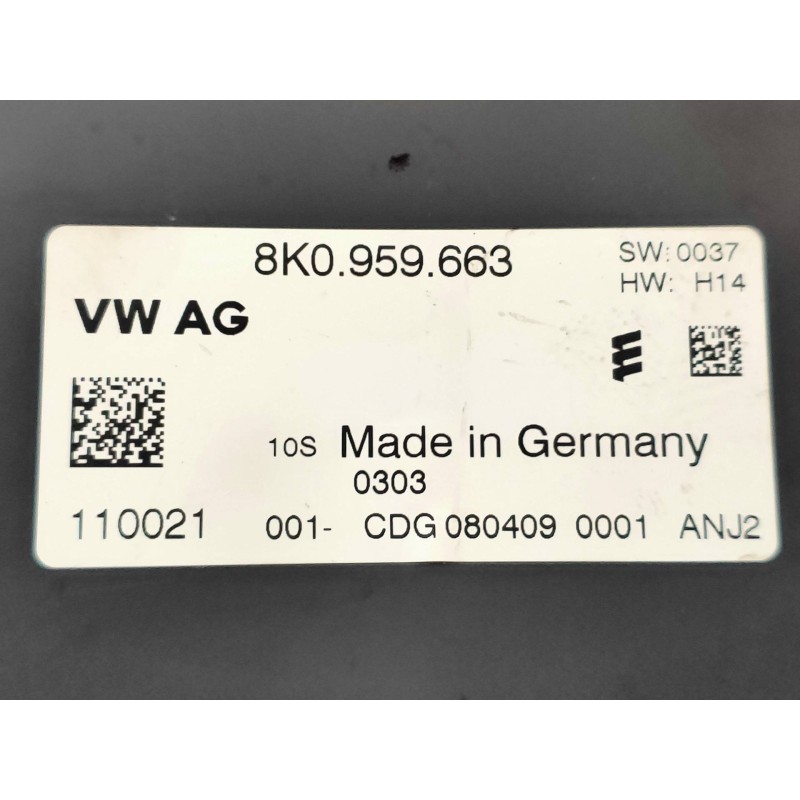 8K0.959.663
SW: 0037
HW: H14
VW AG
10S Made in Germany
0303
110021 001- CDG 080409 0001 ANJ2